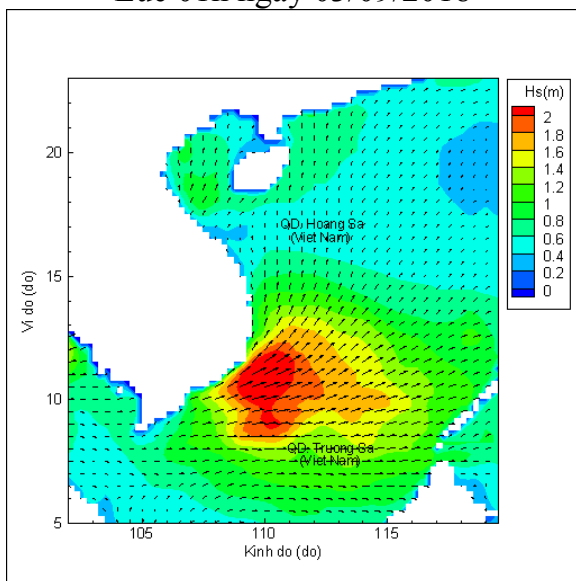 Hs(m)
2
1.8
1.6
1.4
1.2
1
0.8
0.6
0.4
0.2
0
20
15
10
5
Vi do (do)
QD. Hoang Sa
(Viet Nam)
QD. Truong Sa
(Viet Nam)
105
110
115
Kinh do (do)